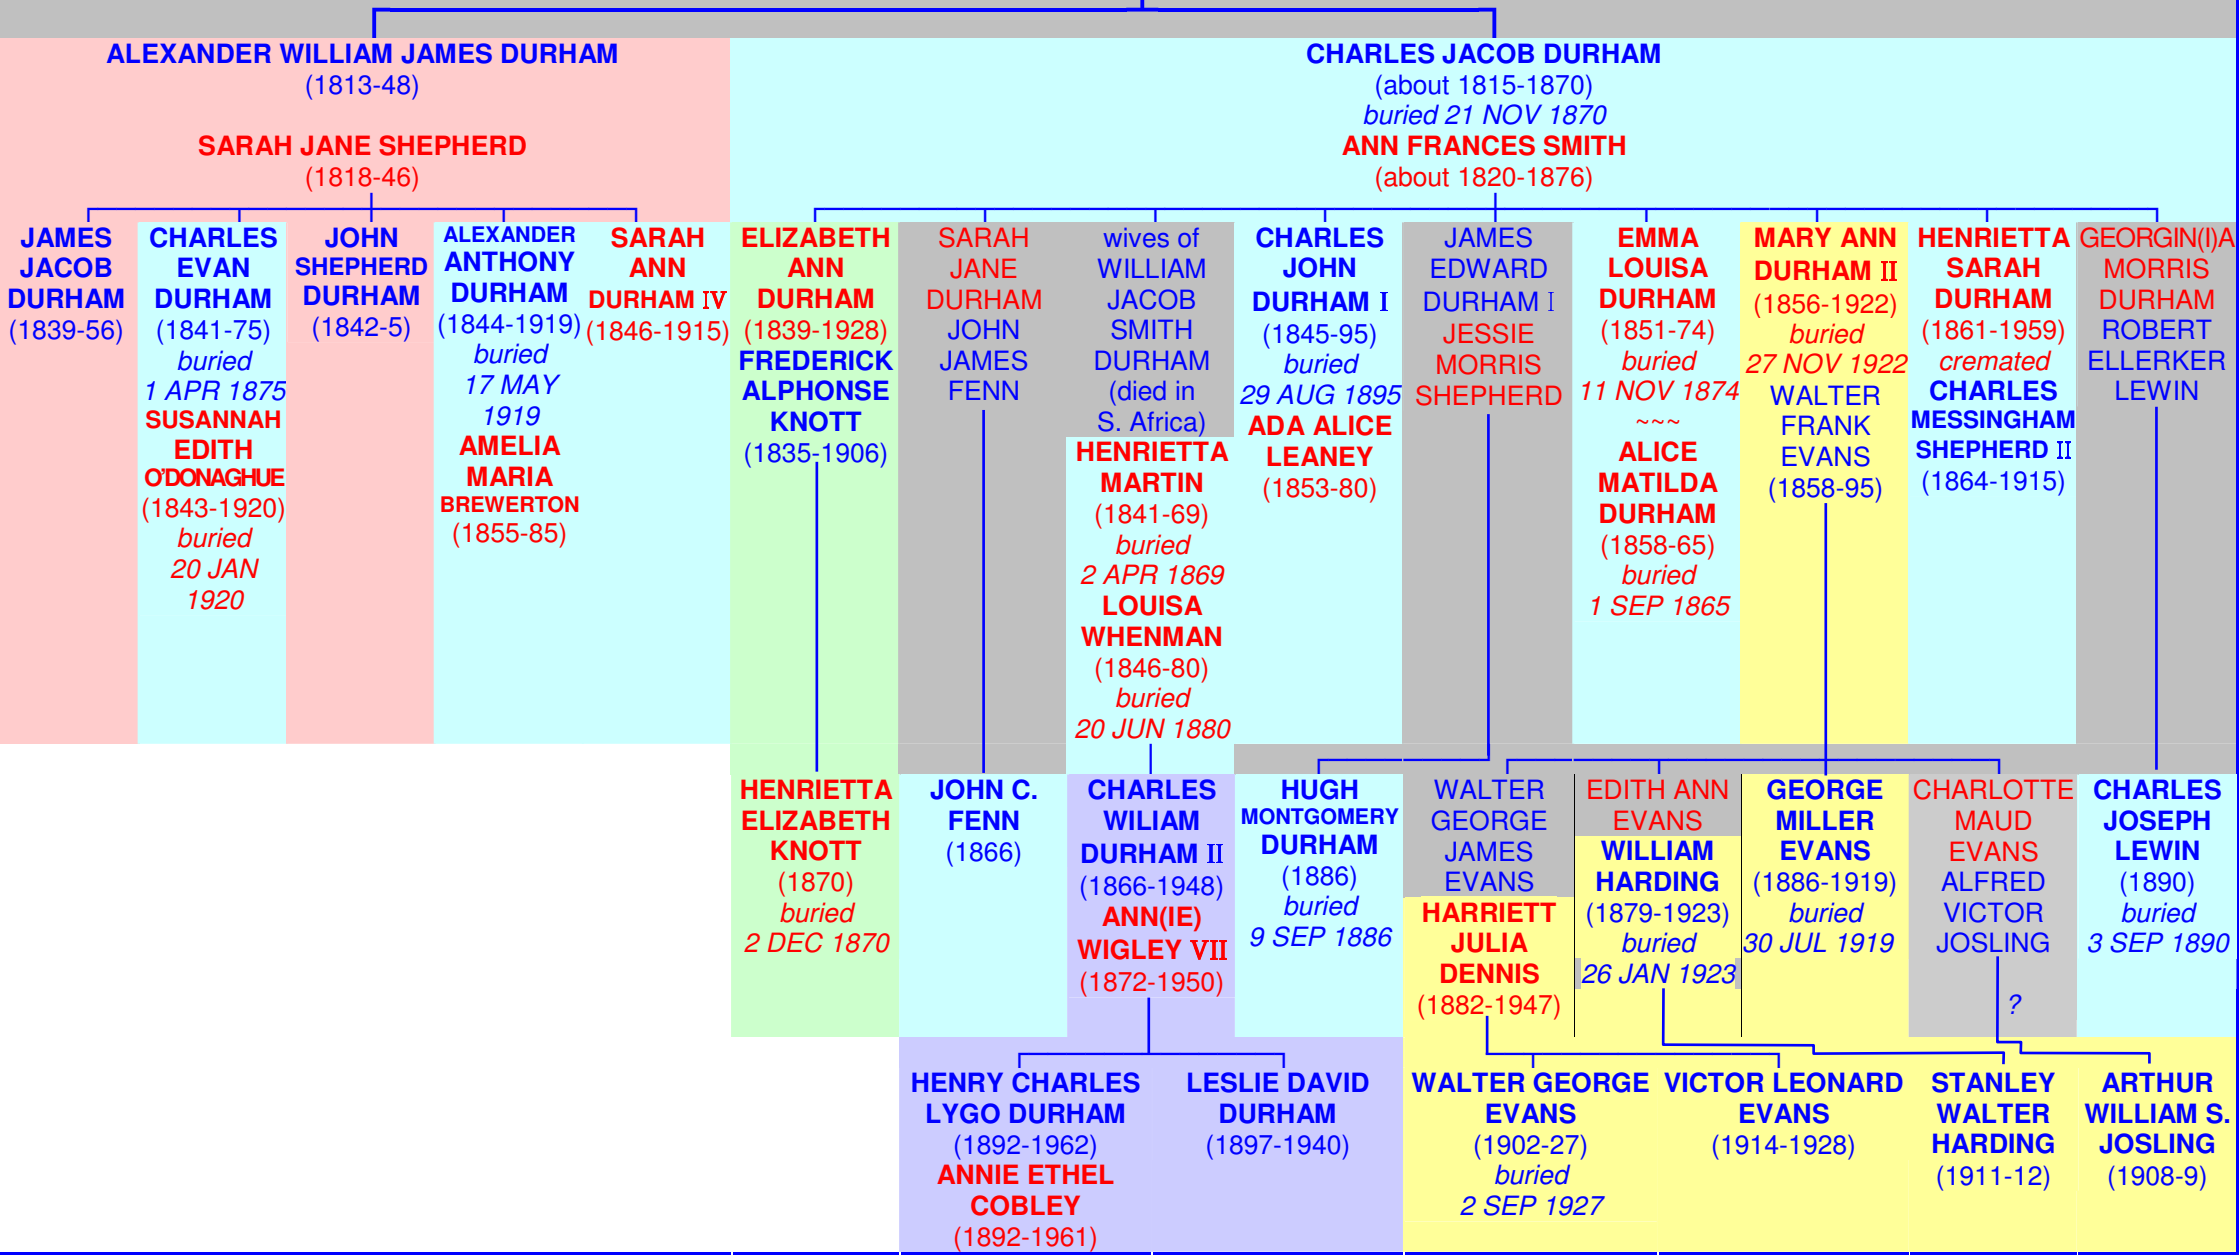 ALEXANDER WILLIAM JAMES DURHAM
(1813-48)
SARAH JANE SHEPHERD
(1818-46)
CHARLES JACOB DURHAM
(about 1815-1870)
buried 21 NOV 1870
ANN FRANCES SMITH
(about 1820-1876)
JAMES
JACOB
DURHAM
(1839-56)
CHARLES
EVAN
DURHAM
(1841-75)
buried
1 APR 1875
SUSANNAH
EDITH
O'DONAGHUE
(1843-1920)
buried
20 JAN
1920
JOHN
SHEPHERD
DURHAM
(1842-5)
ALEXANDER
ANTHONY
DURHAM
(1844-1919)
buried
17 MAY
1919
AMELIA
MARIA
BREWERTON
(1855-85)
SARAH
ANN
DURHAM IV
(1846-1915)
ELIZABETH
ANN
DURHAM
(1839-1928)
FREDERICK
ALPHONSE
KNOTT
(1835-1906)
SARAH
JANE
DURHAM
JOHN
JAMES
FENN
wives of
WILLIAM
JACOB
SMITH
DURHAM
(died in
S. Africa)
HENRIETTA
MARTIN
(1841-69)
buried
2 APR 1869
LOUISA
WHENMAN
(1846-80)
buried
20 JUN 1880
CHARLES
JOHN
DURHAM I
(1845-95)
buried
29 AUG 1895
ADA ALICE
LEANEY
(1853-80)
JAMES
EDWARD
DURHAM I
JESSIE
MORRIS
SHEPHERD
EMMA
LOUISA
DURHAM
(1851-74)
buried
11 NOV 1874
~~~
ALICE
MATILDA
DURHAM
(1858-65)
buried
1 SEP 1865
MARY ANN
DURHAM II
(1856-1922)
buried
27 NOV 1922
WALTER
FRANK
EVANS
(1858-95)
HENRIETTA
SARAH
DURHAM
(1861-1959)
cremated
CHARLES
MESSINGHAM
SHEPHERD II
(1864-1915)
GEORGIN(I)A
MORRIS
DURHAM
ROBERT
ELLERKER
LEWIN
HENRIETTA
ELIZABETH
KNOTT
(1870)
buried
2 DEC 1870
JOHN C.
FENN
(1866)
CHARLES
WILIAM
DURHAM II
(1866-1948)
ANN(IE)
WIGLEY VII
(1872-1950)
HUGH
MONTGOMERY
DURHAM
(1886)
buried
9 SEP 1886
WALTER
GEORGE
JAMES
EVANS
HARRIETT
JULIA
DENNIS
(1882-1947)
EDITH ANN
EVANS
WILLIAM
HARDING
(1879-1923)
buried
26 JAN 1923
GEORGE
MILLER
EVANS
(1886-1919)
buried
30 JUL 1919
CHARLOTTE
MAUD
EVANS
ALFRED
VICTOR
JOSLING
?
CHARLES
JOSEPH
LEWIN
(1890)
buried
3 SEP 1890
HENRY CHARLES
LYGO DURHAM
(1892-1962)
ANNIE ETHEL
COBLEY
(1892-1961)
LESLIE DAVID
DURHAM
(1897-1940)
WALTER GEORGE
EVANS
(1902-27)
buried
2 SEP 1927
VICTOR LEONARD
EVANS
(1914-1928)
STANLEY
WALTER
HARDING
(1911-12)
ARTHUR
WILLIAM S.
JOSLING
(1908-9)